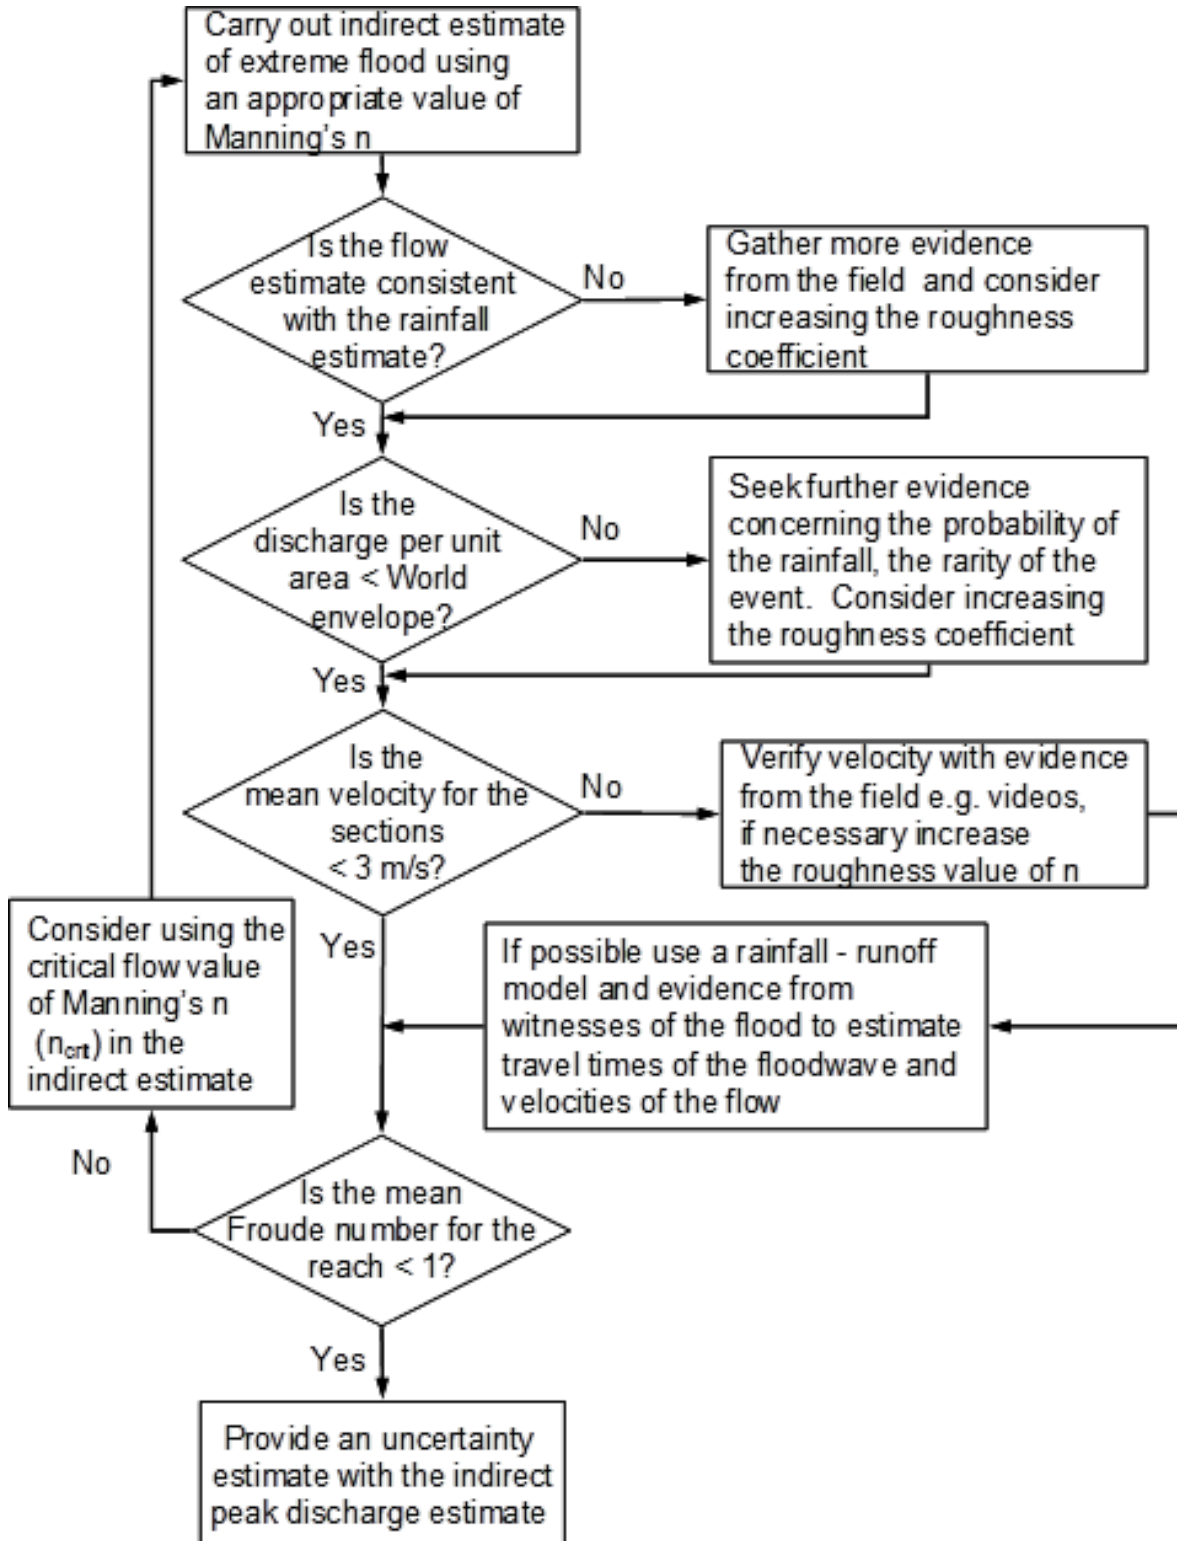 Carry out indirect estimate
of extreme flood using
an appropriate value of
Manning's n
Is the flow
estimate consistent
with the rainfall
estimate?
No
Gather more evidence
from the field and consider
increasing the roughness
coefficient
Yes
Is the
discharge per unit
area < World
envelope?
No
Seek further evidence
concerning the probability of
the rainfall, the rarity of the
event. Consider increasing
the roughness coefficient
Yes
Is the
mean velocity for the
sections
< 3 m/s?
No
Verify velocity with evidence
from the field e.g. videos,
if necessary increase
the roughness value of n
Yes
If possible use a rainfall - runoff
model and evidence from
witnesses of the flood to estimate
travel times of the floodwave and
velocities of the flow
Consider using the
critical flow value
of Manning's n
(ncrit) in the
indirect estimate
No
Is the mean
Froude number for the
reach < 1?
Yes
Provide an uncertainty
estimate with the indirect
peak discharge estimate